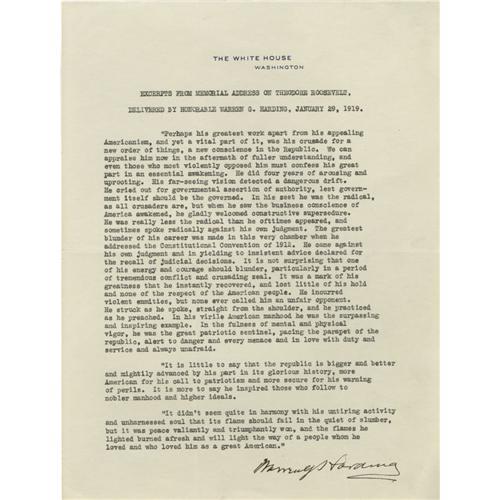 THE WHITE HOUSE
WASHINGTON
EXCERPTS FROM MEMORIAL ADDRESS ON THEODORE ROOSEVELT,
DELIVERED BY HONORABLE WARREN G. HARDING, JANUARY 29, 1919.
"Perhaps his greatest work apart from his appealing
Americanism, and yet a vital part of it, was his crusade for a
new order of things, a new conscience in the Republic. We can
appraise him now in the aftermath of fuller understanding, and
even those who most violently opposed him must confess his great
part in an essential awakening. He did four years of arousing and
uprooting. His far-seeing vision detected a dangerous drift.
He cried out for governmental assertion of authority, lest govern-
ment itself should be the governed. In his zest he was the radical,
as all crusaders are, but when he saw the business conscience of
America awakened, he gladly welcomed constructive supersedure.
He was really less the radical than he ofttimes appeared, and
sometimes spoke radically against his own judgment. The greatest
blunder of his career was made in this very chamber when he
addressed the Constitutional Convention of 1912. He came against
his own judgment and in yielding to insistent advice declared for
the recall of judicial decisions. It is not surprising that one
of his energy and courage should blunder, particularly in a period
of tremendous conflict and crusading zeal. It was a mark of his
greatness that he instantly recovered, and lost little of his hold
and none of the respect of the American people. He incurred
violent enmities, but none ever called him an unfair opponent.
He struck as he spoke, straight from the shoulder, and he practiced
as he preached. In his virile American manhood he was the surpassing
and inspiring example. In the fulness of mental and physical
vigor, he was the great patriotic sentinel, pacing the parapet of the
republic, alert to danger and every menace and in love with duty
and service and always unafraid.
"It is little to say that the republic is bigger and better
and mightily advanced by his part in its glorious history, more
American for his call to patriotism and more secure for his warning
of perils. It is more to say he inspired those who follow to
nobler manhood and higher ideals.
"It didn't seem quite in harmony with his untiring activity
and unharnessed soul that its flame should fail in the quiet of slumber,
but it was peace valiantly and triumphantly won, and the flames he
lighted burned afresh and will light the way of a people whom he
loved and who loved him as a great American."
Warren G Harding